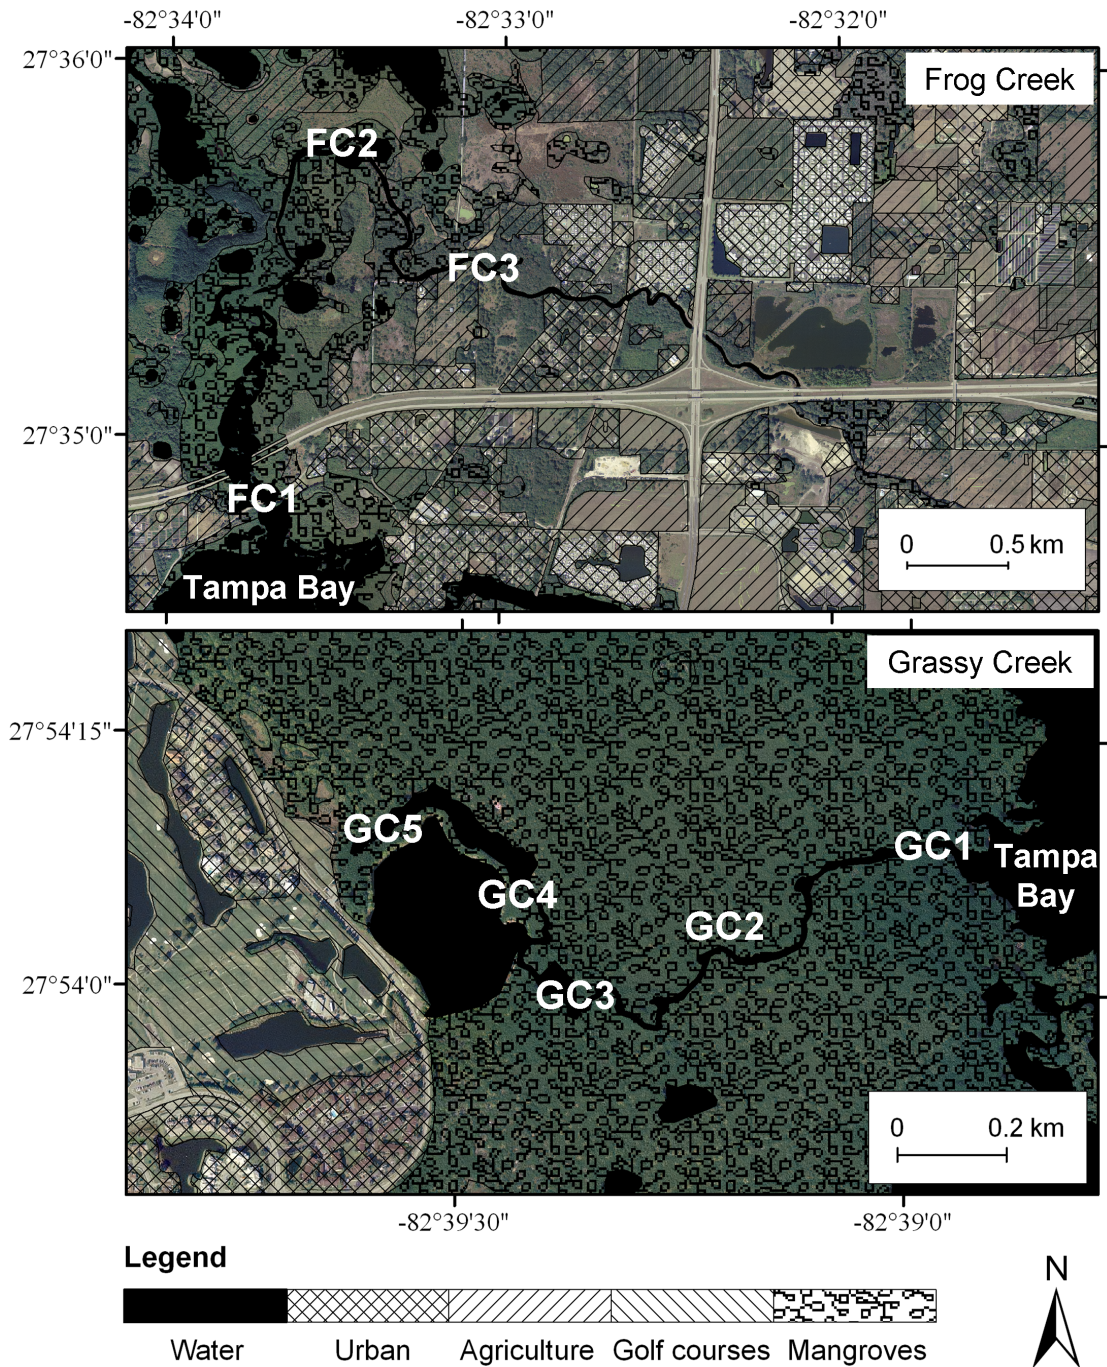 -82°34'0" -82°33'0" -82°32'0"
27°36'0"
Frog Creek
FC2
FC3
27°35'0"
FC1
0 0.5 km
Tampa Bay
Grassy Creek
27°54'15"
GC5
GC1
Tampa
Bay
GC4
GC2
27°54'0"
GC3
0 0.2 km
-82°39'30" -82°39'0"
Legend
N
Water Urban Agriculture Golf courses Mangroves